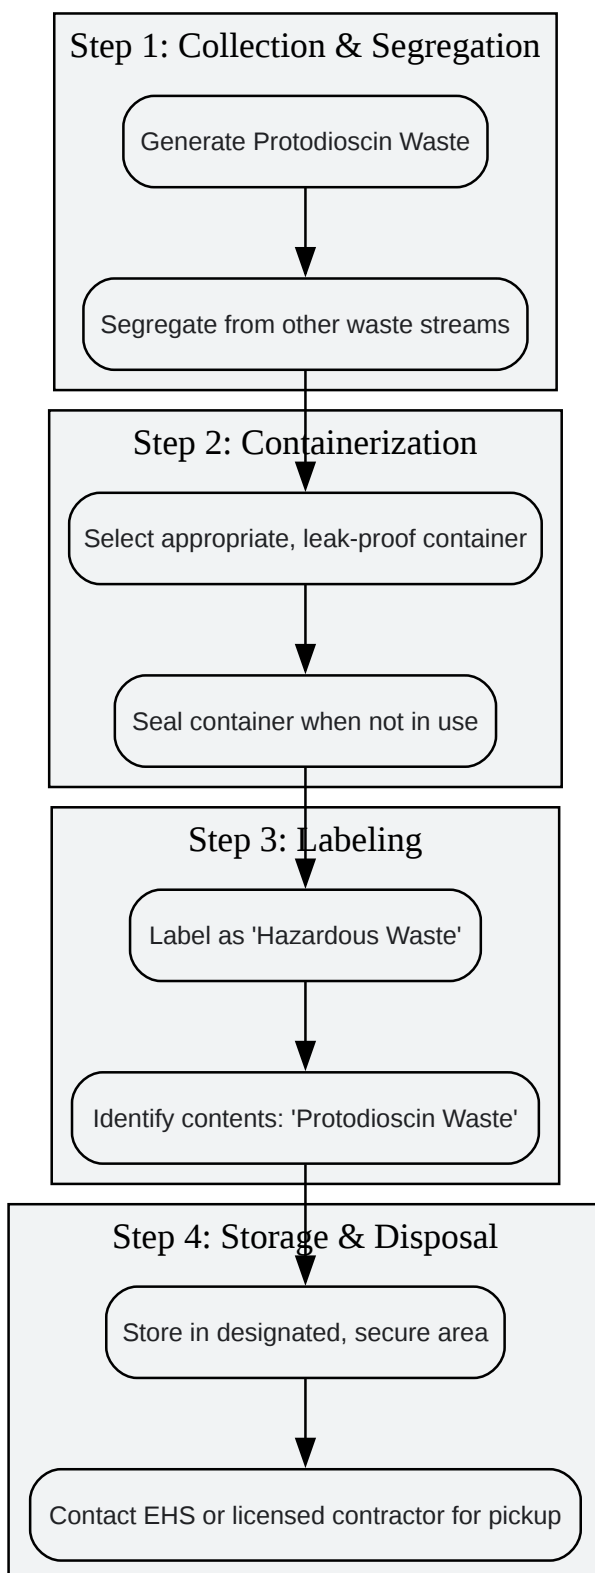 Step 1: Collection & Segregation
Generate Protodioscin Waste
Segregate from other waste streams
Step 2: Containerization
Select appropriate, leak-proof container
Seal container when not in use
Step 3: Labeling
Label as 'Hazardous Waste'
Identify contents: 'Protodioscin Waste'
Step 4: Storage & Disposal
Store in designated, secure area
Contact EHS or licensed contractor for pickup